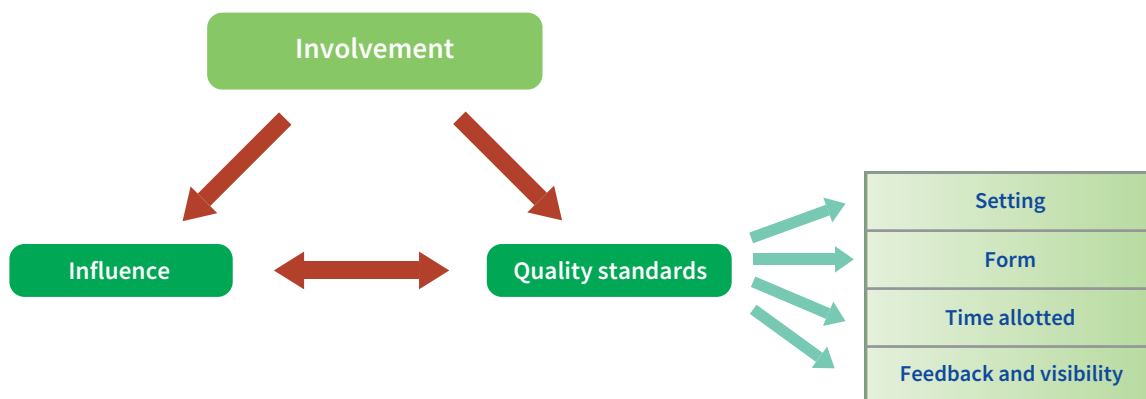 Involvement
Influence
Quality standards
Setting
Form
Time allotted
Feedback and visibility